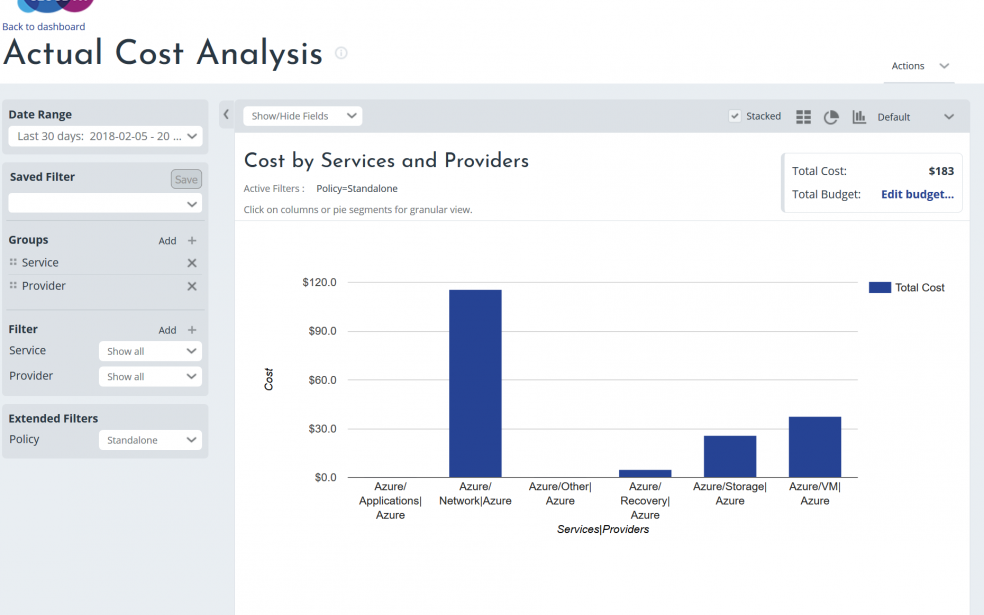 Back to dashboard
Actual Cost Analysis
Actions
Date Range
Last 30 days: 2018-02-05 - 20 ...
Saved Filter
Save
Groups
Add +
Service
Provider
Filter
Add +
Service Show all
Provider Show all
Extended Filters
Policy Standalone
Show/Hide Fields
Stacked
Default
Cost by Services and Providers
Active Filters : Policy=Standalone
Click on columns or pie segments for granular view.
Total Cost: $183
Total Budget: Edit budget...
$120.0
$90.0
$60.0
$30.0
$0.0
Cost
Total Cost
Azure/
Applications|
Azure
Azure/
Network|Azure
Azure/Other|
Azure
Azure/
Recovery|
Azure
Azure/Storage|
Azure
Azure/VM|
Azure
Services|Providers